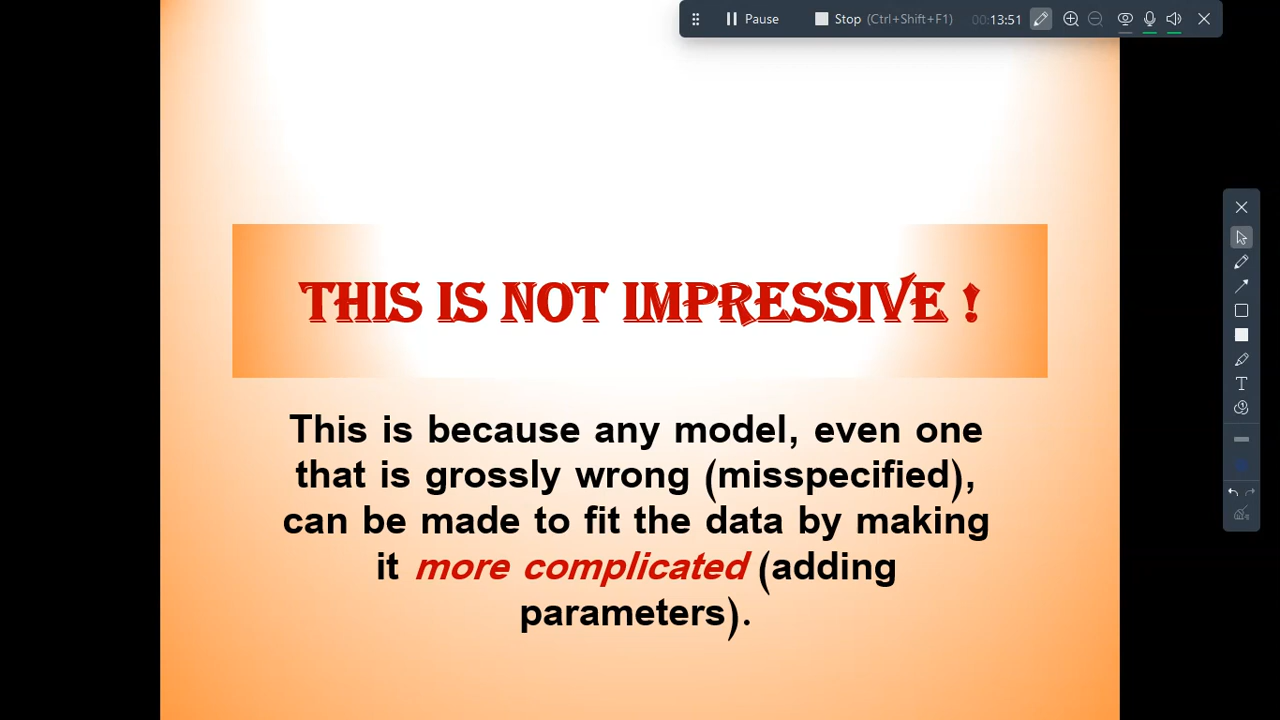 Pause
Stop (Ctrl+Shift+F1)
00:13:51
THIS IS NOT IMPRESSIVE !
This is because any model, even one
that is grossly wrong (misspecified),
can be made to fit the data by making
it more complicated (adding
parameters).
T